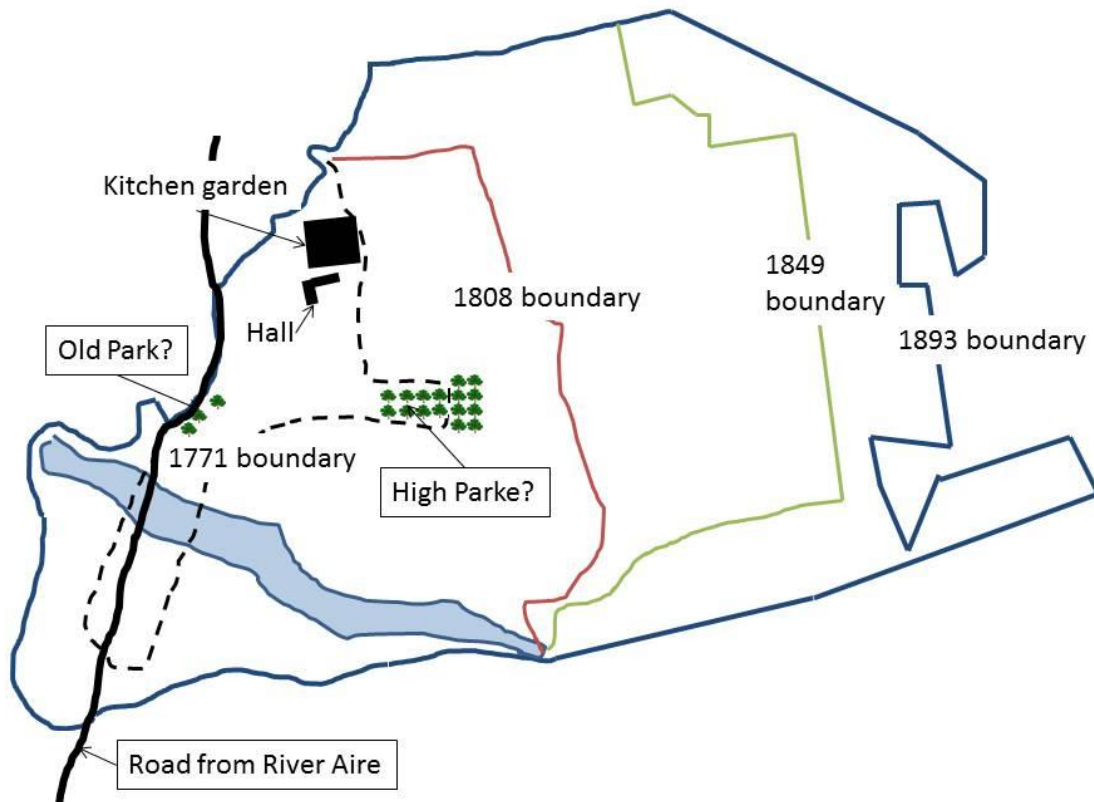 Kitchen garden
1849
boundary
1808 boundary
Hall
1893 boundary
Old Park?
1771 boundary
High Parke?
Road from River Aire